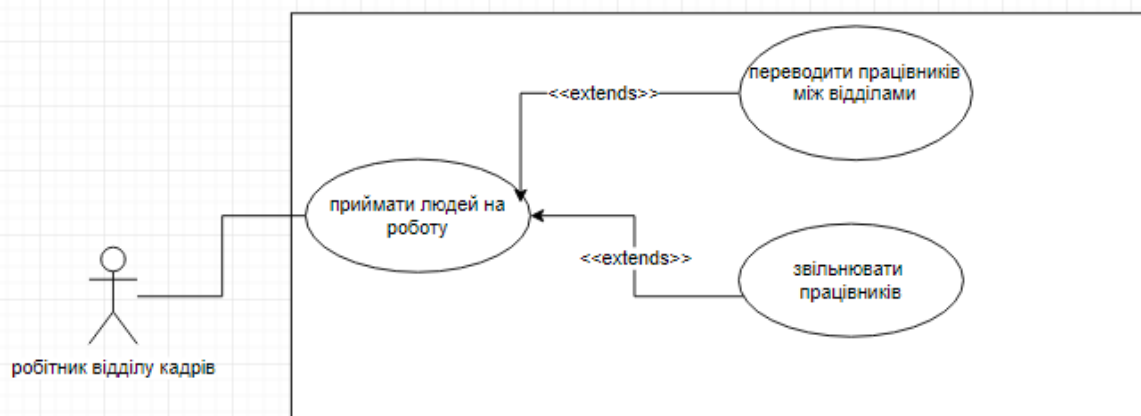 переводити працівників
між відділами
<<extends>>
приймати людей на
роботу
<<extends>>
звільнювати
працівників
робітник відділу кадрів